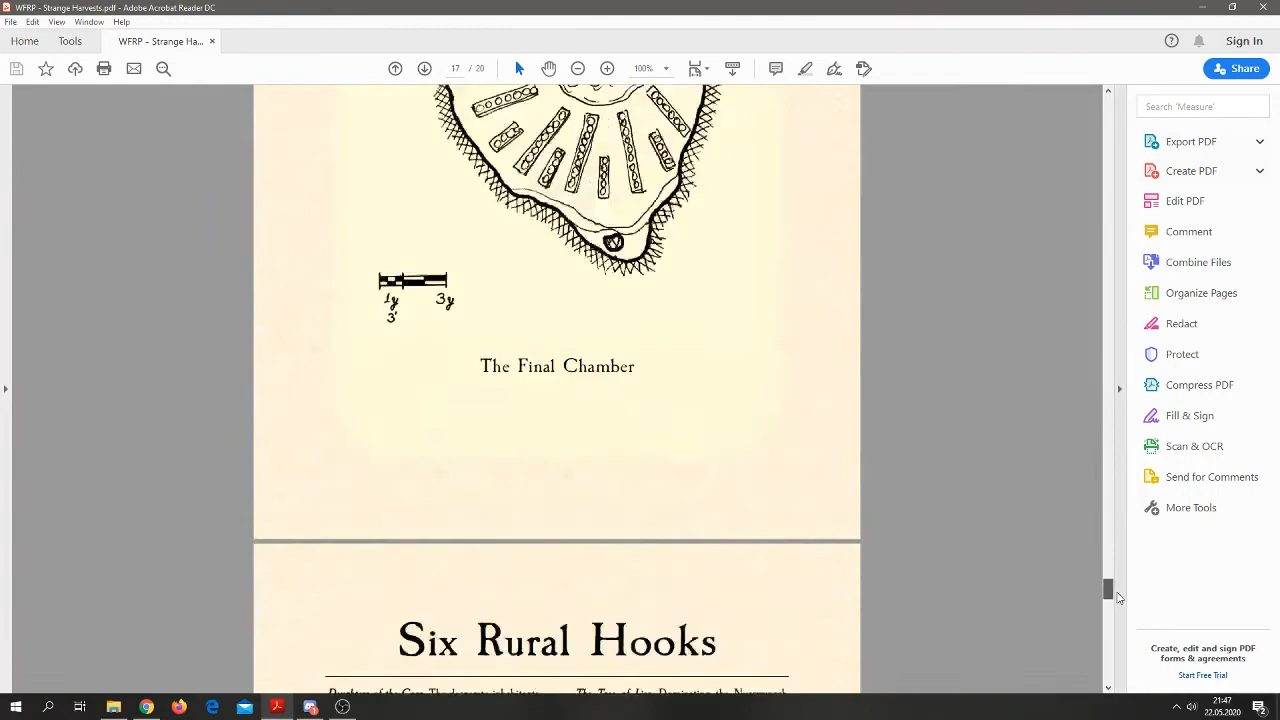 WFRP - Strange Harvests.pdf - Adobe Acrobat Reader DC
File Edit View Window Help
Home Tools WFRP - Strange Ha... ×
Sign In
17 / 20
100%
Share
Search 'Measure'
Export PDF
Create PDF
Edit PDF
Comment
Combine Files
Organize Pages
Redact
Protect
Compress PDF
Fill & Sign
Scan & OCR
Send for Comments
More Tools
1y 3y
3'
The Final Chamber
Six Rural Hooks
Create, edit and sign PDF
forms & agreements
Start Free Trial
21:47
22.05.2020